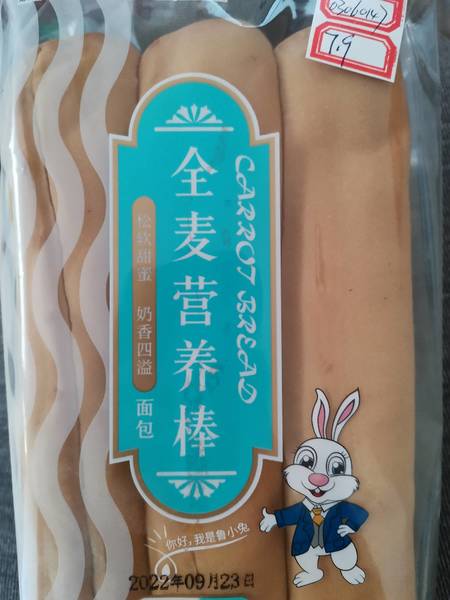 7.9
CARROT BREAD
全麦营养棒
松软甜蜜 奶香四溢
面包
你好,我是鲁小兔
2022年09月23日